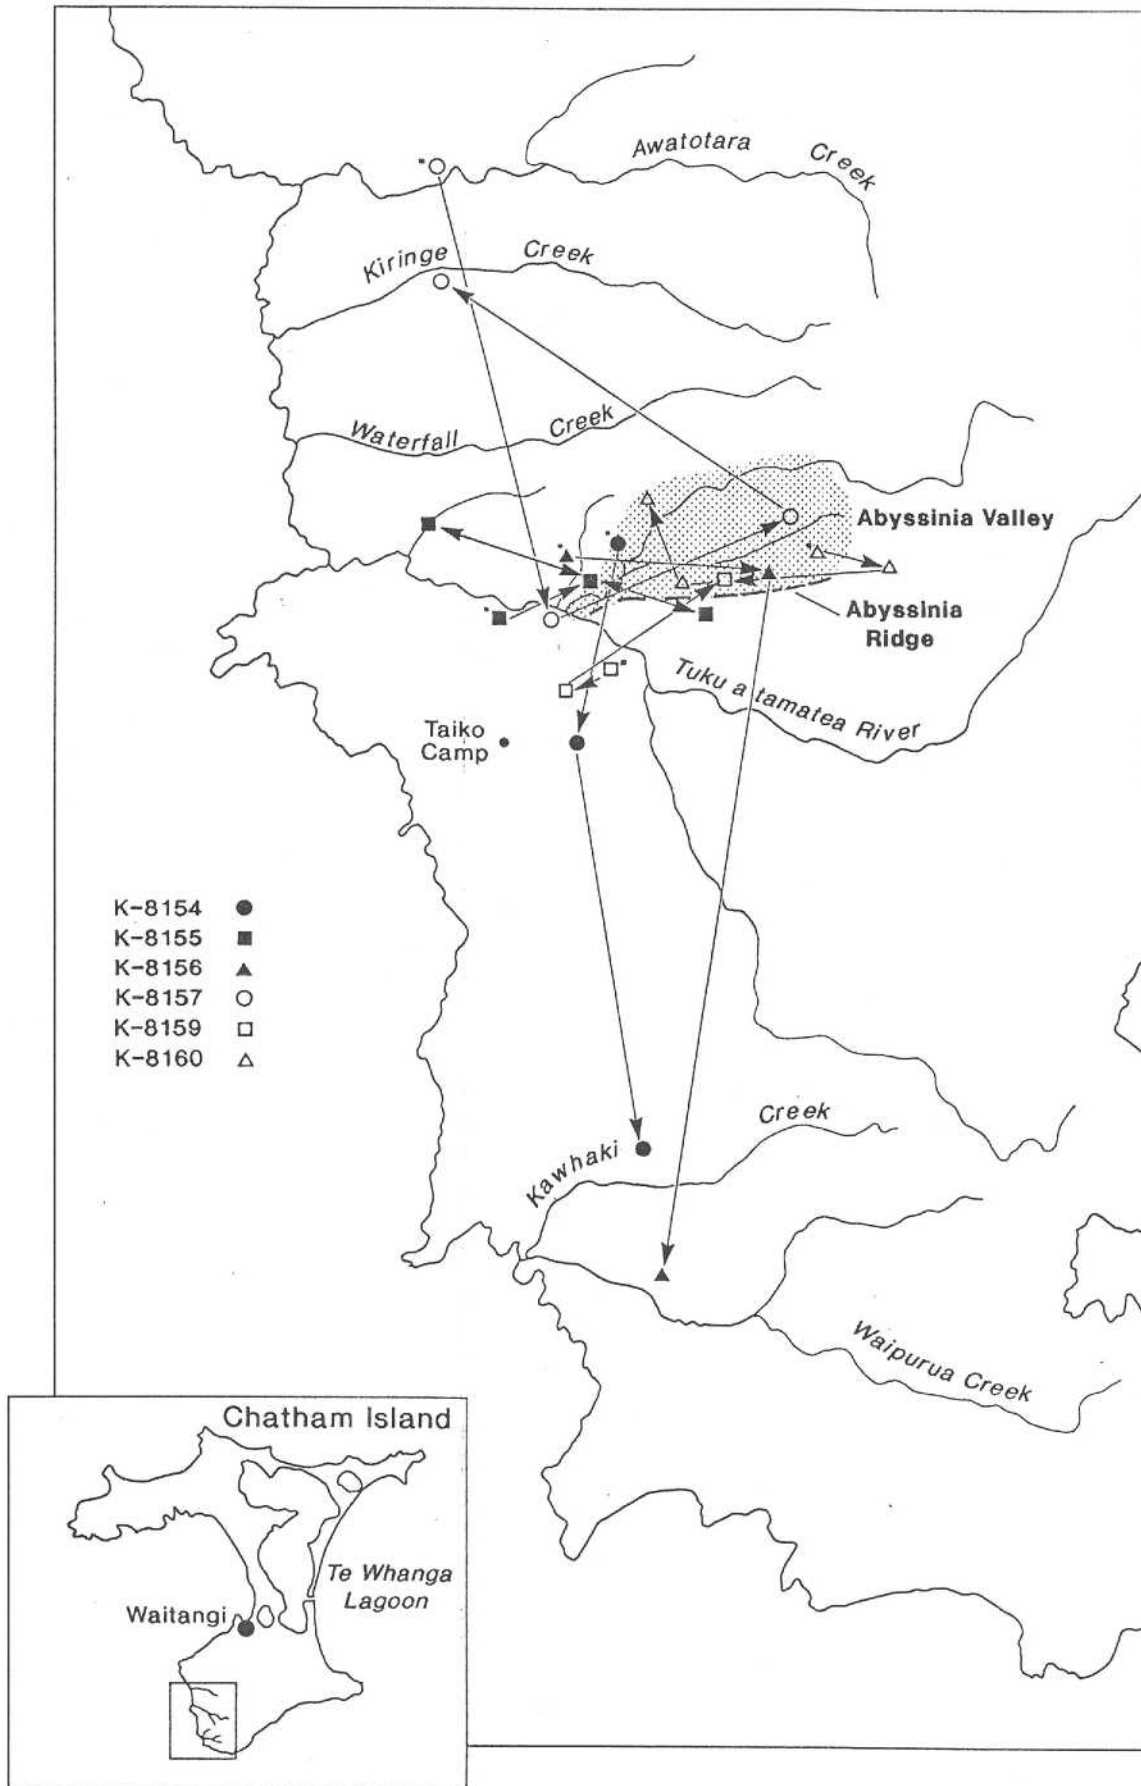 Awatotara Creek
Kiringe Creek
Waterfall Creek
Abyssinia Valley
Abyssinia
Ridge
Tuku a tamatea River
Taiko
Camp
K-8154
K-8155
K-8156
K-8157
K-8159
K-8160
Kawhaki Creek
Waipurua Creek
Chatham Island
Te Whanga
Lagoon
Waitangi